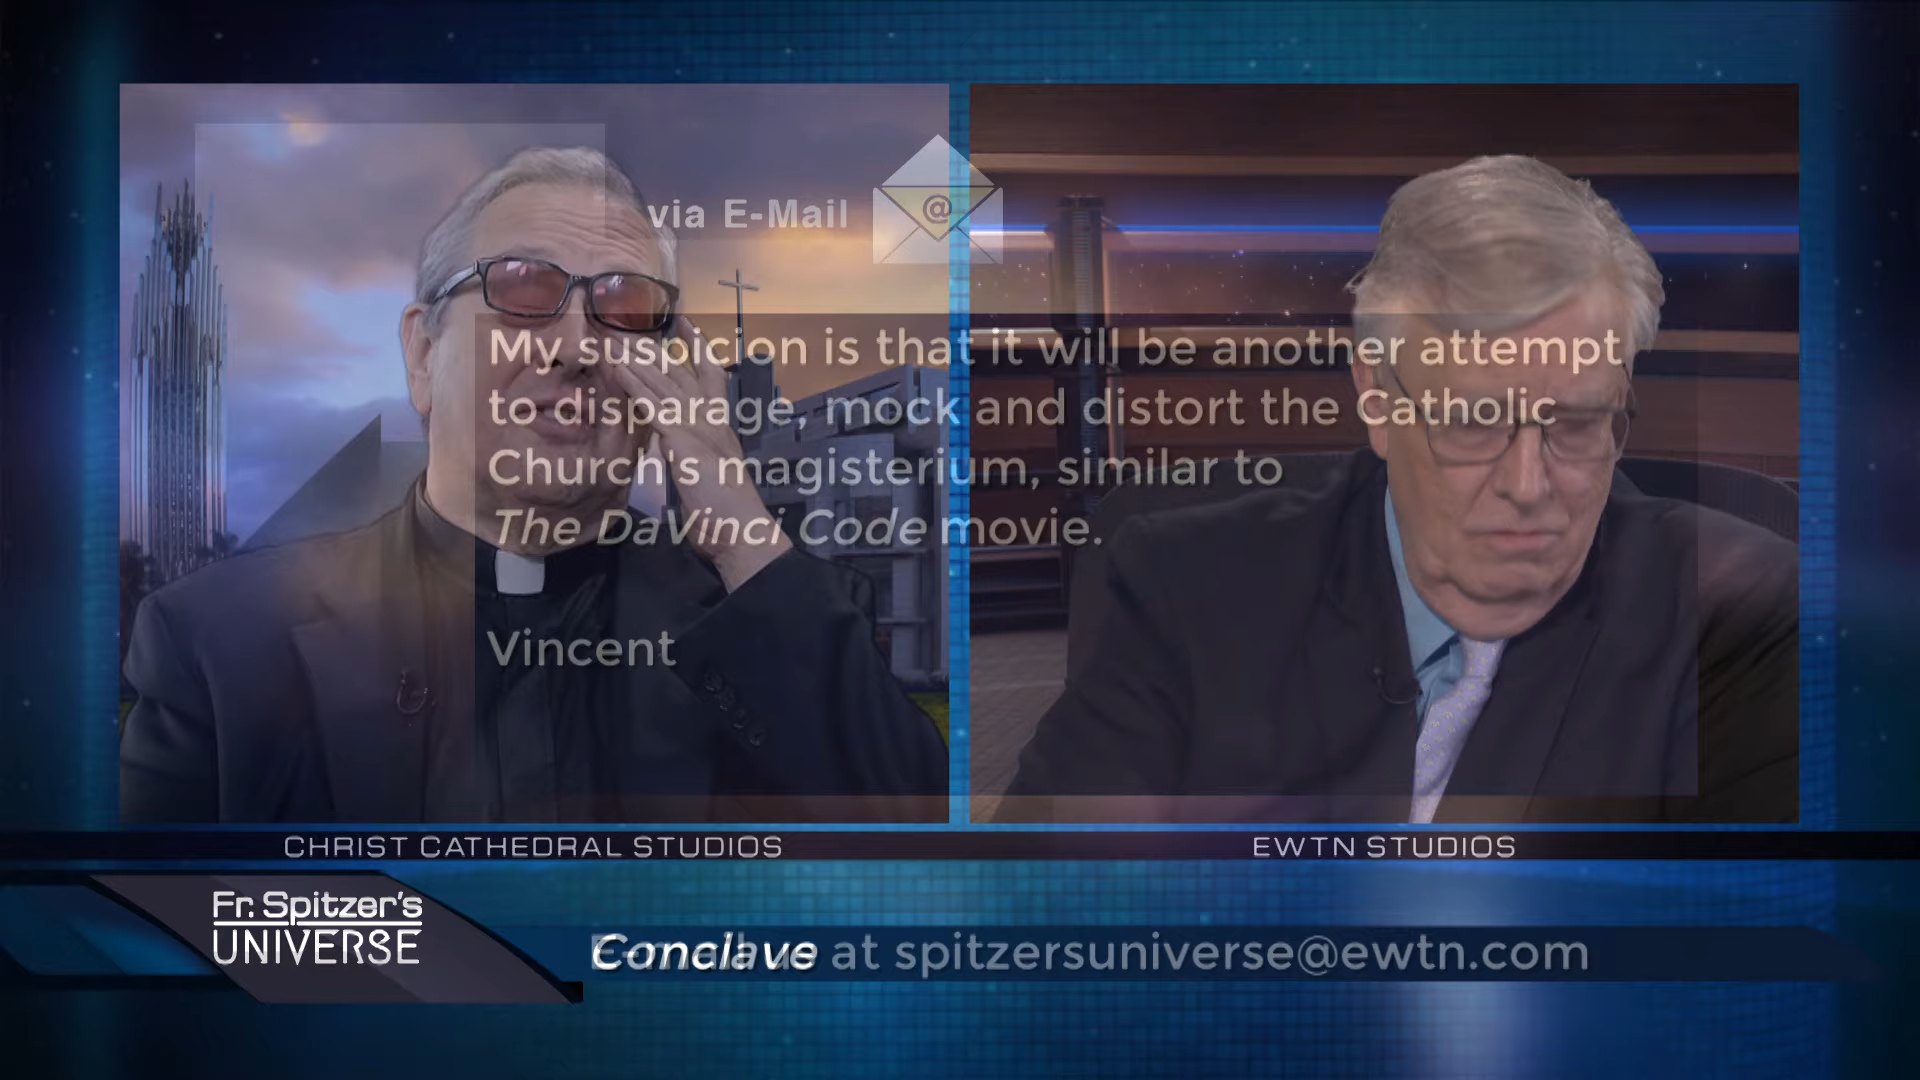 via E-Mail
@
My suspicion is that it will be another attempt
to disparage, mock and distort the Catholic
Church's magisterium, similar to
The DaVinci Code movie.
Vincent
CHRIST CATHEDRAL STUDIOS
EWTN STUDIOS
Fr. Spitzer's
UNIVERSE
Conclave
at spitzersuniverse@ewtn.com